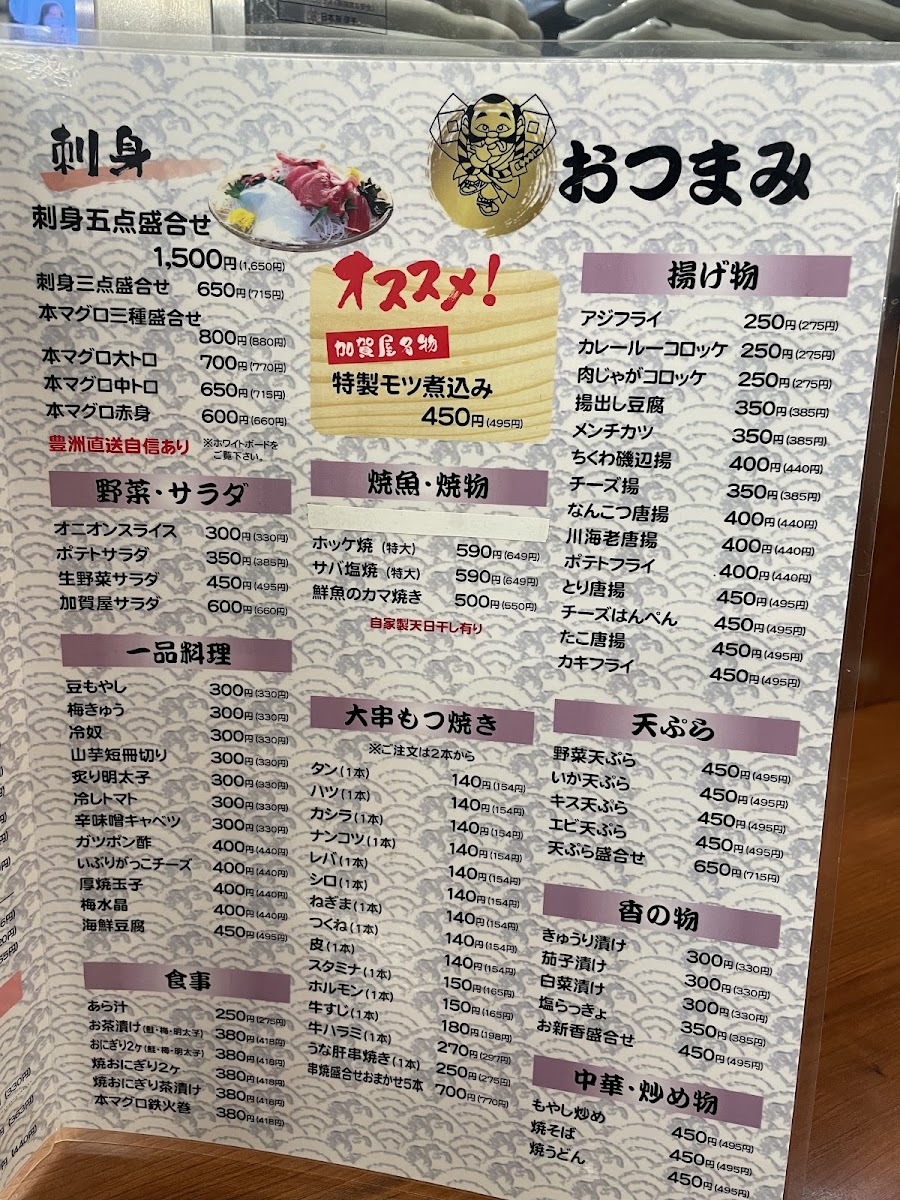 刺身
刺身五点盛合せ
1,500円(1,650円)
刺身三点盛合せ 650円(715円)
本マグロ三種盛合せ
800円(880円)
本マグロ大トロ 700円(770円)
本マグロ中トロ 650円(715円)
本マグロ赤身 600円(660円)
豊洲直送自信あり ※ホワイトボードを
ご覧下さい。
野菜・サラダ
オニオンスライス 300円(330円)
ポテトサラダ 350円(385円)
生野菜サラダ 450円(495円)
加賀屋サラダ 600円(660円)
一品料理
豆もやし 300円(330円)
梅きゅう 300円(330円)
冷奴 300円(330円)
山芋短冊切り 300円(330円)
炙り明太子 300円(330円)
冷しトマト 300円(330円)
辛味噌キャベツ 300円(330円)
ガツポン酢 400円(440円)
いぶりがっこチーズ 400円(440円)
厚焼玉子 400円(440円)
梅水晶 400円(440円)
海鮮豆腐 450円(495円)
食事
あら汁 250円(275円)
お茶漬け(鮭・梅・明太子) 380円(418円)
おにぎり2ケ(鮭・梅・明太子) 380円(418円)
焼おにぎり2ケ 380円(418円)
焼おにぎり茶漬け 380円(418円)
本マグロ鉄火巻 380円(418円)
おつまみ
オススメ!
加賀屋名物
特製モツ煮込み
450円(495円)
焼魚・焼物
ホッケ焼(特大) 590円(649円)
サバ塩焼(特大) 590円(649円)
鮮魚のカマ焼き 500円(550円)
自家製天日干し有り
大串もつ焼き
※ご注文は2本から
タン(1本) 140円(154円)
ハツ(1本) 140円(154円)
カシラ(1本) 140円(154円)
ナンコツ(1本) 140円(154円)
レバ(1本) 140円(154円)
シロ(1本) 140円(154円)
ねぎま(1本) 140円(154円)
つくね(1本) 140円(154円)
皮(1本) 140円(154円)
スタミナ(1本) 150円(165円)
ホルモン(1本) 150円(165円)
牛すじ(1本) 180円(198円)
牛ハラミ(1本) 270円(297円)
うな肝串焼き(1本) 250円(275円)
串焼盛合せおまかせ5本 700円(770円)
揚げ物
アジフライ 250円(275円)
カレールーコロッケ 250円(275円)
肉じゃがコロッケ 250円(275円)
揚出し豆腐 350円(385円)
メンチカツ 350円(385円)
ちくわ磯辺揚 400円(440円)
チーズ揚 350円(385円)
なんこつ唐揚 400円(440円)
川海老唐揚 400円(440円)
ポテトフライ 400円(440円)
とり唐揚 450円(495円)
チーズはんぺん 450円(495円)
たこ唐揚 450円(495円)
カキフライ 450円(495円)
天ぷら
野菜天ぷら 450円(495円)
いか天ぷら 450円(495円)
キス天ぷら 450円(495円)
エビ天ぷら 450円(495円)
天ぷら盛合せ 650円(715円)
香の物
きゅうり漬け 300円(330円)
茄子漬け 300円(330円)
白菜漬け 300円(330円)
塩らっきょ 350円(385円)
お新香盛合せ 450円(495円)
中華・炒め物
もやし炒め 450円(495円)
焼そば 450円(495円)
焼うどん 450円(495円)